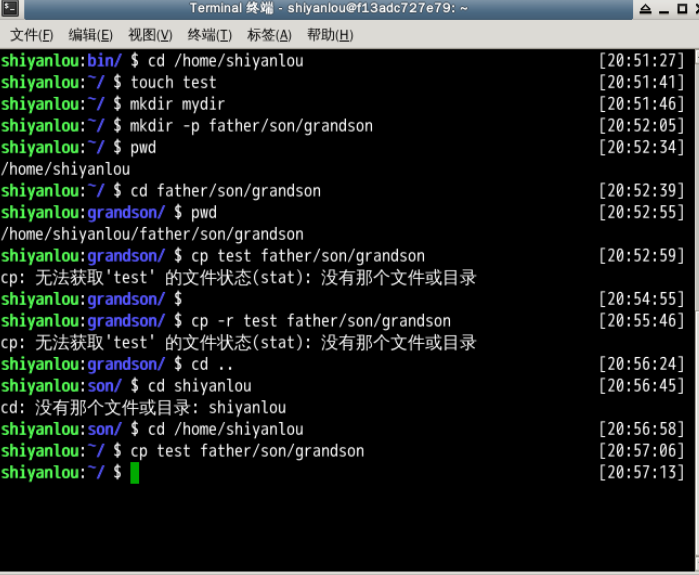 Terminal 终端 - shiyanlou@f13adc727e79: ~
文件(F) 编辑(E) 视图(V) 终端(T) 标签(A) 帮助(H)
shiyanlou:bin/ $ cd /home/shiyanlou [20:51:27]
shiyanlou:~/ $ touch test [20:51:41]
shiyanlou:~/ $ mkdir mydir [20:51:46]
shiyanlou:~/ $ mkdir -p father/son/grandson [20:52:05]
shiyanlou:~/ $ pwd [20:52:34]
/home/shiyanlou
shiyanlou:~/ $ cd father/son/grandson [20:52:39]
shiyanlou:grandson/ $ pwd [20:52:55]
/home/shiyanlou/father/son/grandson
shiyanlou:grandson/ $ cp test father/son/grandson [20:52:59]
cp: 无法获取'test' 的文件状态(stat): 没有那个文件或目录
shiyanlou:grandson/ $ [20:54:55]
shiyanlou:grandson/ $ cp -r test father/son/grandson [20:55:46]
cp: 无法获取'test' 的文件状态(stat): 没有那个文件或目录
shiyanlou:grandson/ $ cd .. [20:56:24]
shiyanlou:son/ $ cd shiyanlou [20:56:45]
cd: 没有那个文件或目录: shiyanlou
shiyanlou:son/ $ cd /home/shiyanlou [20:56:58]
shiyanlou:~/ $ cp test father/son/grandson [20:57:06]
shiyanlou:~/ $ [20:57:13]